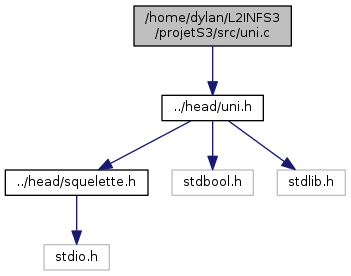 /home/dylan/L2INFS3
/projetS3/src/uni.c
../head/uni.h
../head/squelette.h
stdbool.h
stdlib.h
stdio.h